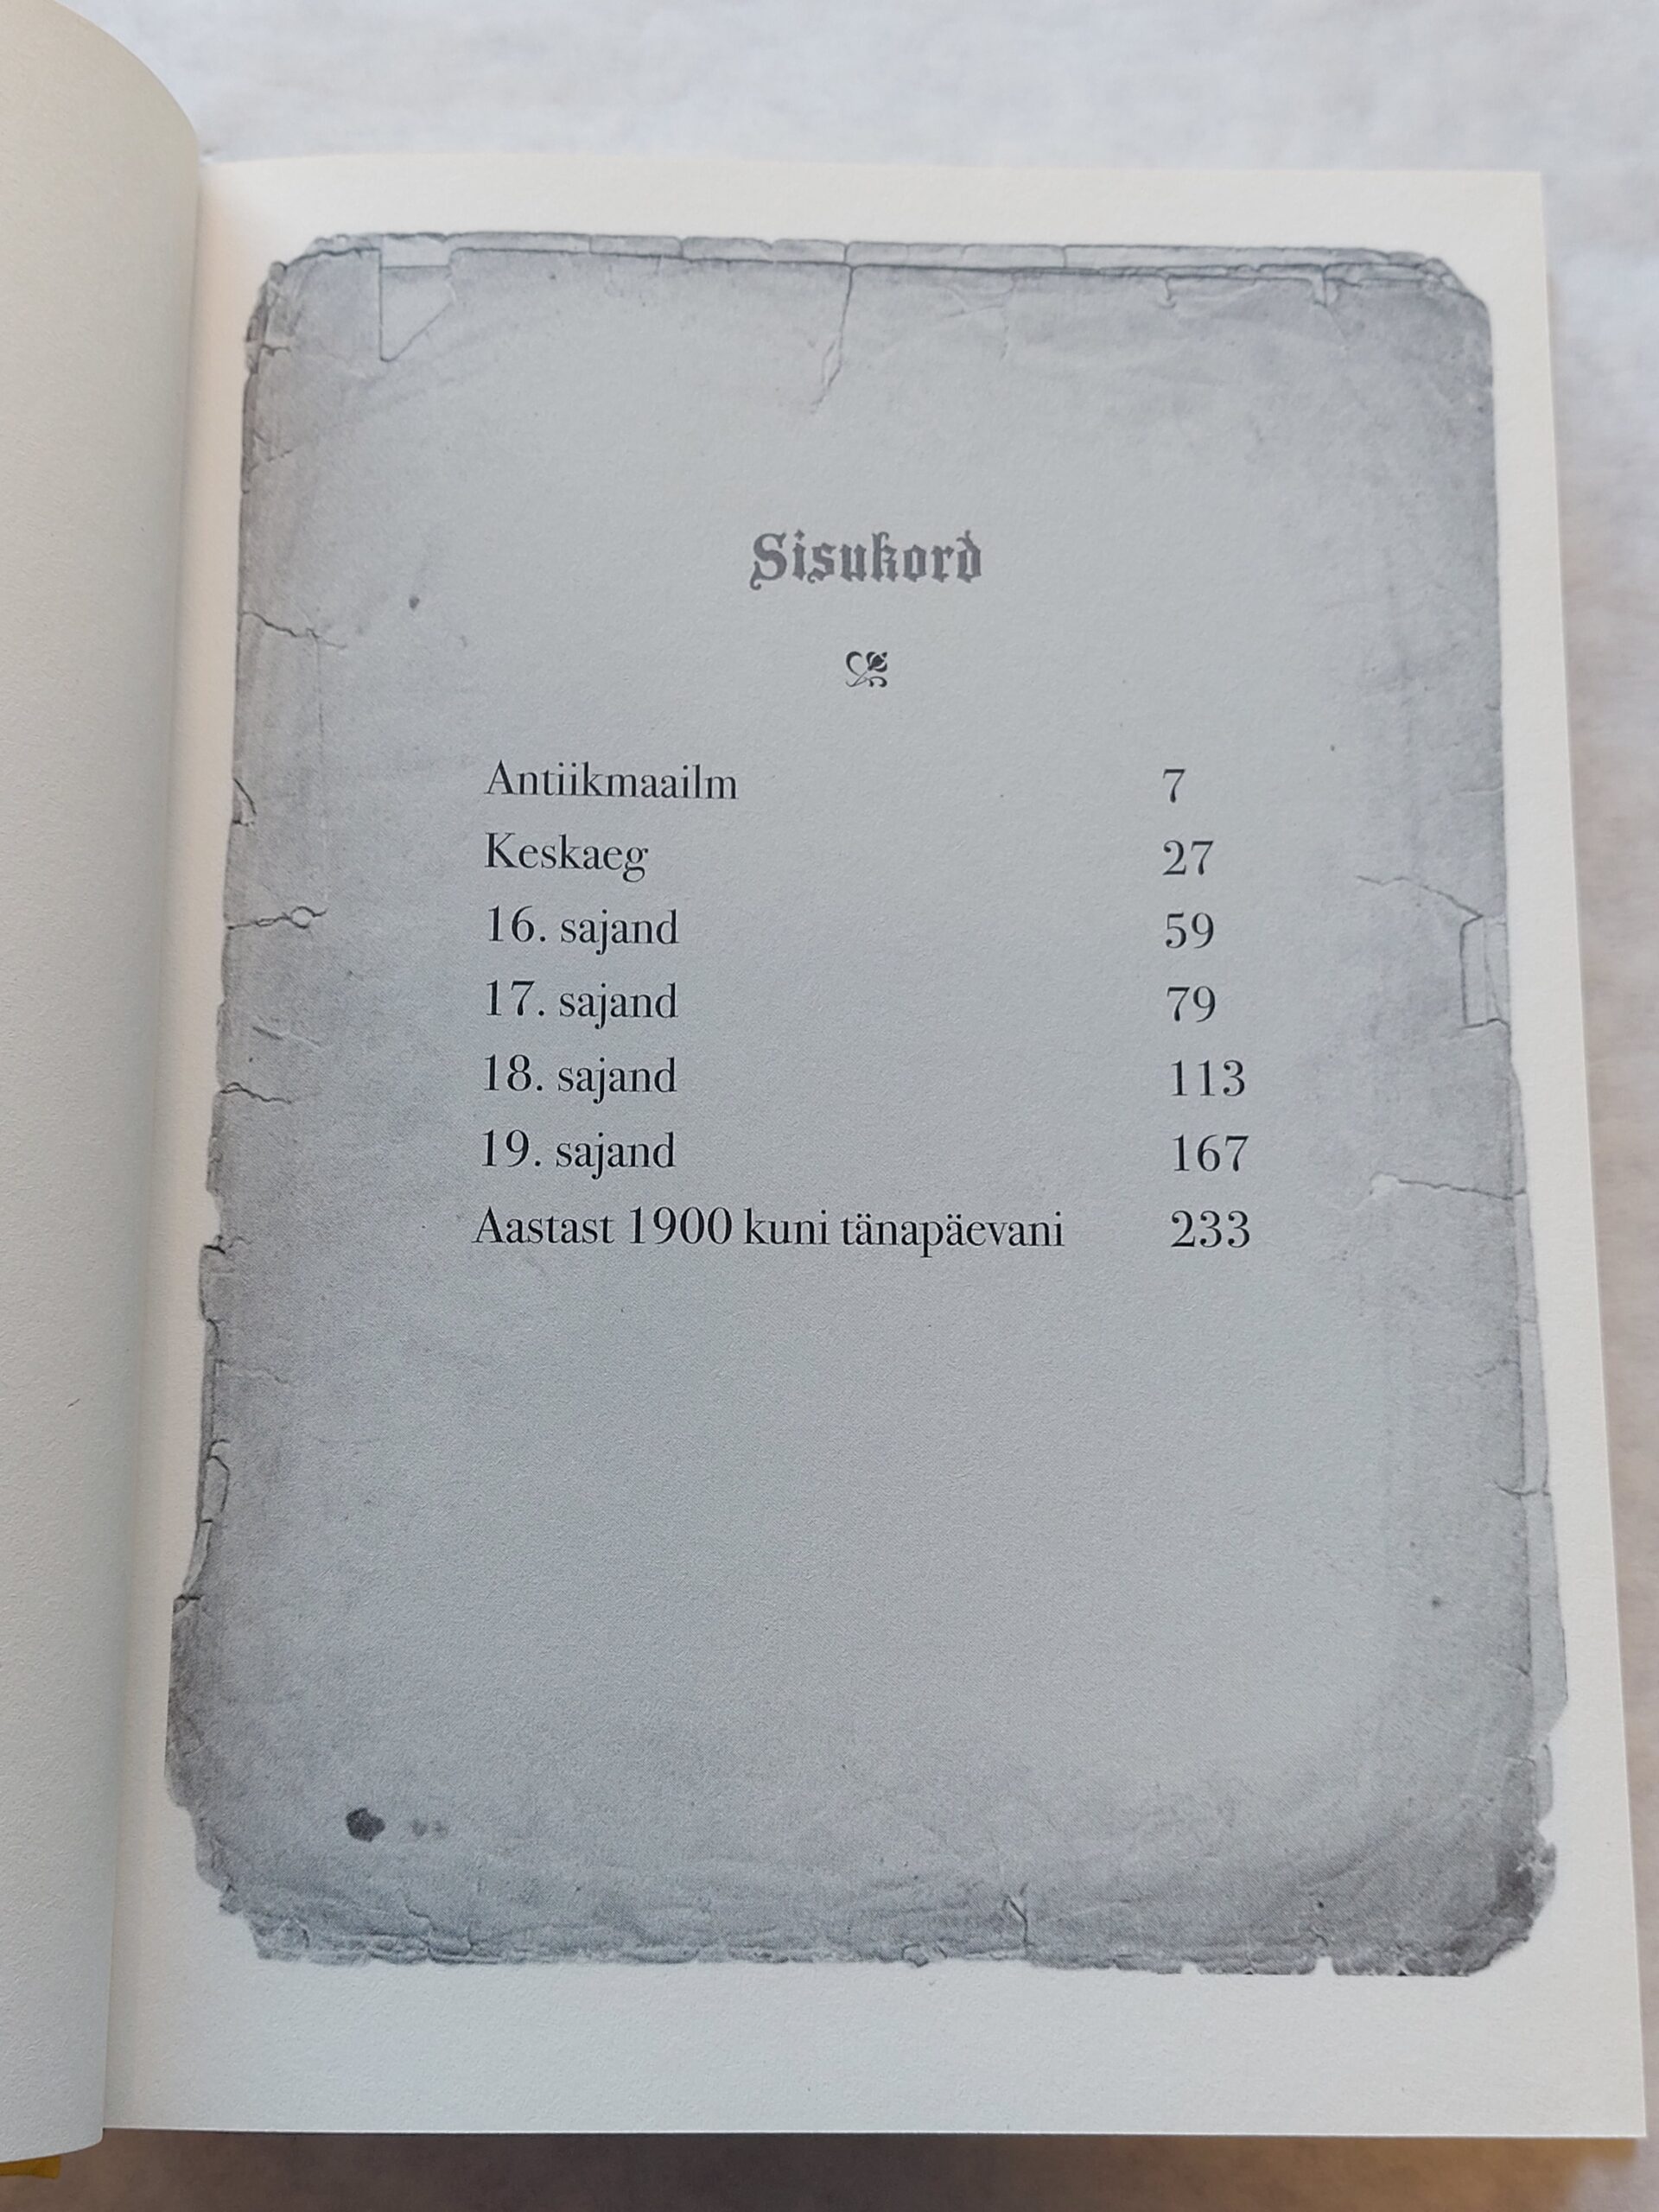 Sisukord
Antiikmaailm 7
Keskaeg 27
16. sajand 59
17. sajand 79
18. sajand 113
19. sajand 167
Aastast 1900 kuni tänapäevani 233